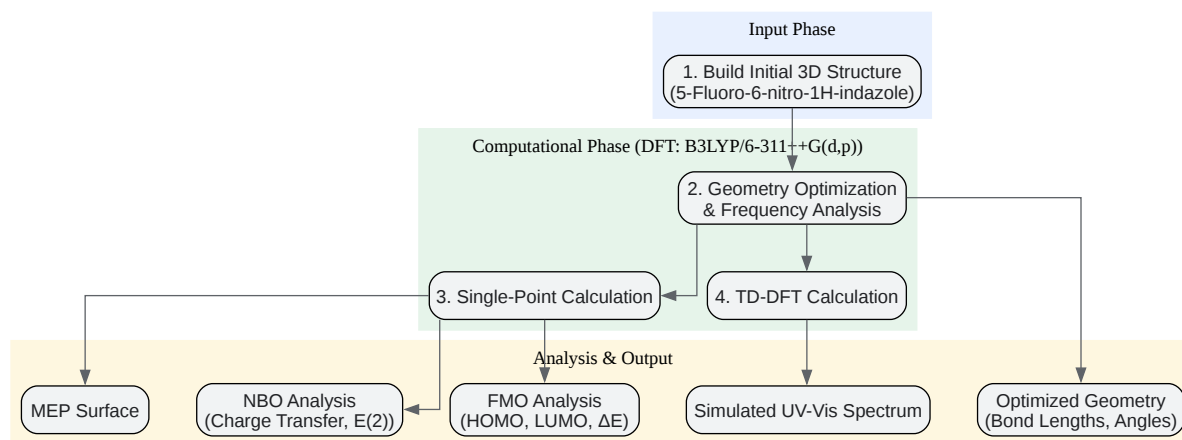 Input Phase
1. Build Initial 3D Structure
(5-Fluoro-6-nitro-1H-indazole)
Computational Phase (DFT: B3LYP/6-311++G(d,p))
2. Geometry Optimization
& Frequency Analysis
3. Single-Point Calculation
4. TD-DFT Calculation
Analysis & Output
MEP Surface
NBO Analysis
(Charge Transfer, E(2))
FMO Analysis
(HOMO, LUMO, ΔE)
Simulated UV-Vis Spectrum
Optimized Geometry
(Bond Lengths, Angles)